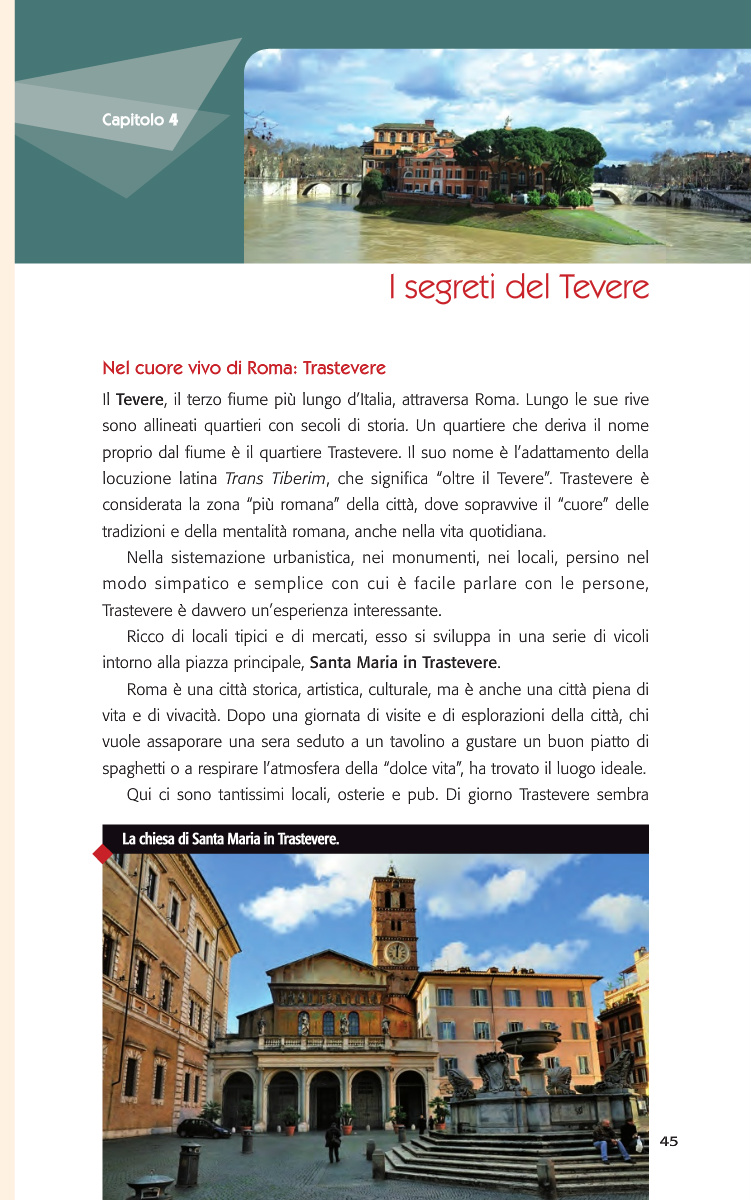 Capitolo 4
I segreti del Tevere
Nel cuore vivo di Roma: Trastevere
Il Tevere, il terzo fiume più lungo d’Italia, attraversa Roma. Lungo le sue rive
sono allineati quartieri con secoli di storia. Un quartiere che deriva il nome
proprio dal fiume è il quartiere Trastevere. Il suo nome è l’adattamento della
locuzione latina Trans Tiberim, che significa “oltre il Tevere”. Trastevere è
considerata la zona “più romana” della città, dove sopravvive il “cuore” delle
tradizioni e della mentalità romana, anche nella vita quotidiana.
Nella sistemazione urbanistica, nei monumenti, nei locali, persino nel
modo simpatico e semplice con cui è facile parlare con le persone,
Trastevere è davvero un’esperienza interessante.
Ricco di locali tipici e di mercati, esso si sviluppa in una serie di vicoli
intorno alla piazza principale, Santa Maria in Trastevere.
Roma è una città storica, artistica, culturale, ma è anche una città piena di
vita e di vivacità. Dopo una giornata di visite e di esplorazioni della città, chi
vuole assaporare una sera seduto a un tavolino a gustare un buon piatto di
spaghetti o a respirare l’atmosfera della “dolce vita”, ha trovato il luogo ideale.
Qui ci sono tantissimi locali, osterie e pub. Di giorno Trastevere sembra
La chiesa di Santa Maria in Trastevere.
45